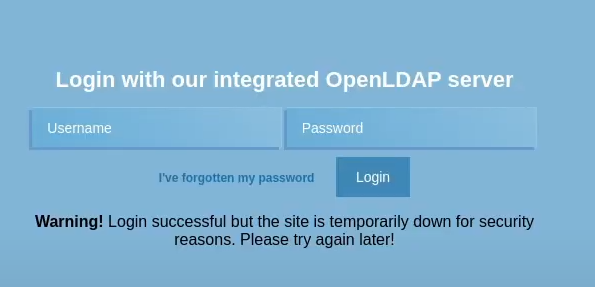 Login with our integrated OpenLDAP server
Username
Password
I've forgotten my password
Login
Warning! Login successful but the site is temporarily down for security
reasons. Please try again later!